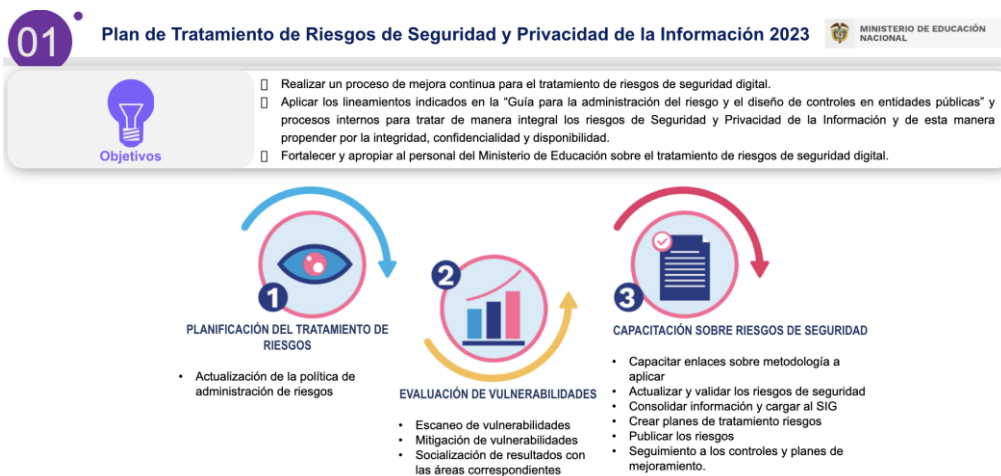 01
Plan de Tratamiento de Riesgos de Seguridad y Privacidad de la Información 2023
MINISTERIO DE EDUCACIÓN
NACIONAL
Objetivos
Realizar un proceso de mejora continua para el tratamiento de riesgos de seguridad digital.
Aplicar los lineamientos indicados en la "Guía para la administración del riesgo y el diseño de controles en entidades públicas" y
procesos internos para tratar de manera integral los riesgos de Seguridad y Privacidad de la Información y de esta manera
propender por la integridad, confidencialidad y disponibilidad.
Fortalecer y apropiar al personal del Ministerio de Educación sobre el tratamiento de riesgos de seguridad digital.
1
PLANIFICACIÓN DEL TRATAMIENTO DE
RIESGOS
• Actualización de la política de
administración de riesgos
2
EVALUACIÓN DE VULNERABILIDADES
• Escaneo de vulnerabilidades
• Mitigación de vulnerabilidades
• Socialización de resultados con
las áreas correspondientes
3
CAPACITACIÓN SOBRE RIESGOS DE SEGURIDAD
• Capacitar enlaces sobre metodología a
aplicar
• Actualizar y validar los riesgos de seguridad
• Consolidar información y cargar al SIG
• Crear planes de tratamiento riesgos
• Publicar los riesgos
• Seguimiento a los controles y planes de
mejoramiento.